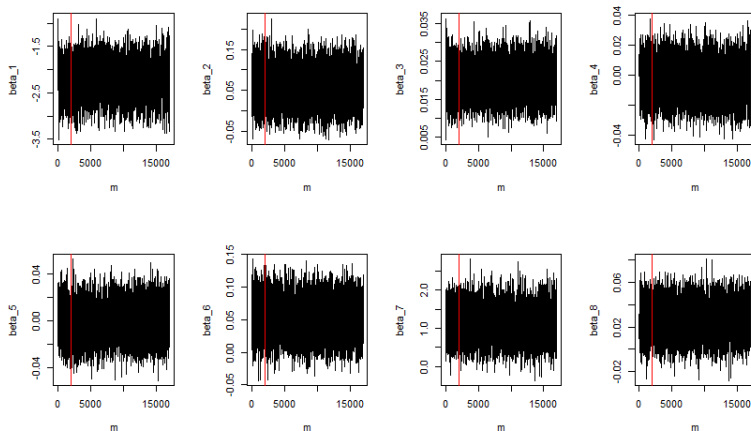 beta_1
-3.5 -2.5 -1.5
0 5000 15000
m
beta_2
-0.05 0.05 0.15
0 5000 15000
m
beta_3
0.005 0.015 0.025 0.035
0 5000 15000
m
beta_4
-0.04 0.00 0.02 0.04
0 5000 15000
m
beta_5
-0.04 0.00 0.04
0 5000 15000
m
beta_6
-0.05 0.00 0.05 0.10 0.15
0 5000 15000
m
beta_7
0.0 1.0 2.0
0 5000 15000
m
beta_8
-0.02 0.02 0.06
0 5000 15000
m